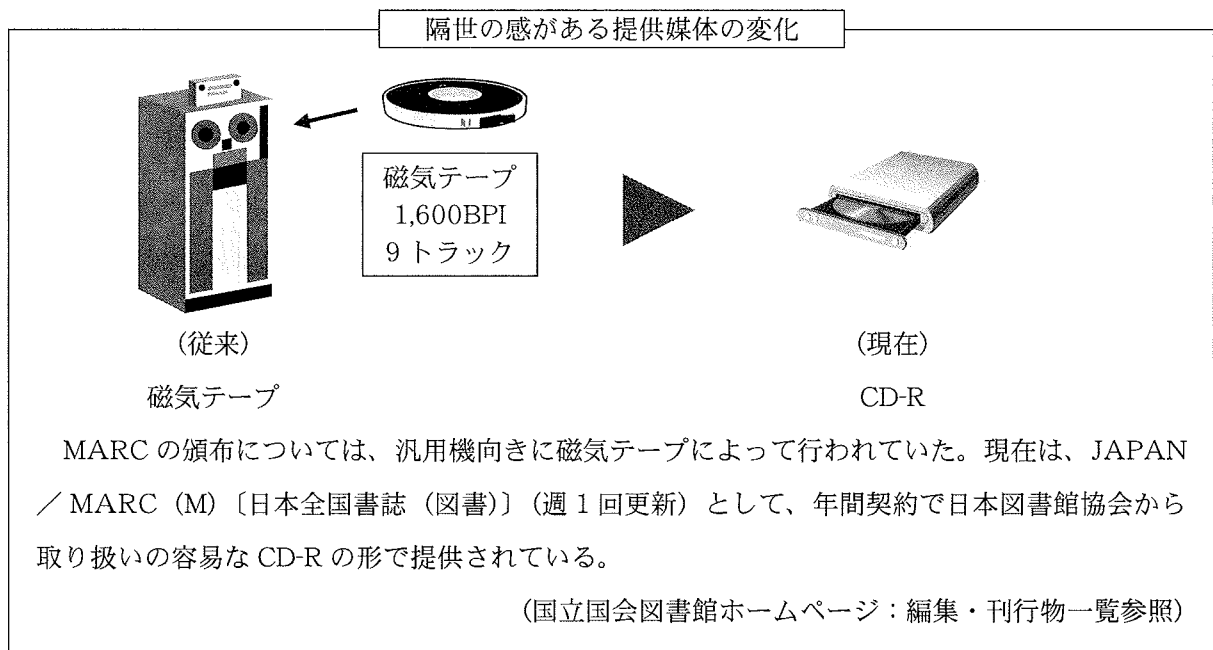 隔世の感がある提供媒体の変化
磁気テープ
1,600BPI
9トラック
(従来)
(現在)
磁気テープ
CD-R
MARC の頒布については、汎用機向きに磁気テープによって行われていた。現在は、JAPAN
／MARC（M）〔日本全国書誌（図書）〕（週1回更新）として、年間契約で日本図書館協会から
取り扱いの容易な CD-R の形で提供されている。
（国立国会図書館ホームページ：編集・刊行物一覧参照）